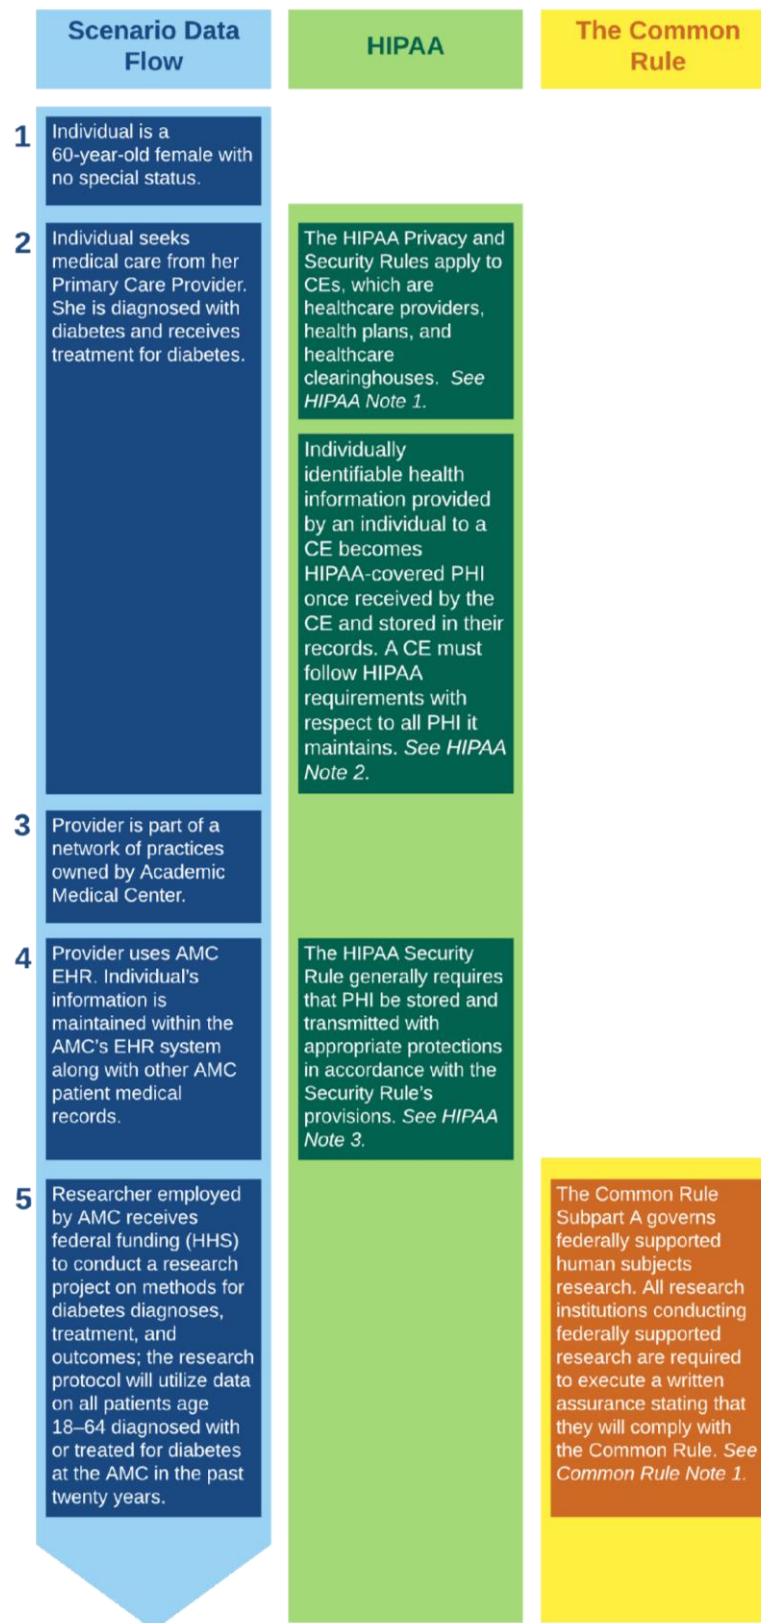 Scenario Data
Flow
HIPAA
The Common
Rule
1
Individual is a
60-year-old female with
no special status.
2
Individual seeks
medical care from her
Primary Care Provider.
She is diagnosed with
diabetes and receives
treatment for diabetes.
The HIPAA Privacy and
Security Rules apply to
CEs, which are
healthcare providers,
health plans, and
healthcare
clearinghouses. See
HIPAA Note 1.
Individually
identifiable health
information provided
by an individual to a
CE becomes
HIPAA-covered PHI
once received by the
CE and stored in their
records. A CE must
follow HIPAA
requirements with
respect to all PHI it
maintains. See HIPAA
Note 2.
3
Provider is part of a
network of practices
owned by Academic
Medical Center.
4
Provider uses AMC
EHR. Individual's
information is
maintained within the
AMC's EHR system
along with other AMC
patient medical
records.
The HIPAA Security
Rule generally requires
that PHI be stored and
transmitted with
appropriate protections
in accordance with the
Security Rule's
provisions. See HIPAA
Note 3.
5
Researcher employed
by AMC receives
federal funding (HHS)
to conduct a research
project on methods for
diabetes diagnoses,
treatment, and
outcomes; the research
protocol will utilize data
on all patients age
18–64 diagnosed with
or treated for diabetes
at the AMC in the past
twenty years.
The Common Rule
Subpart A governs
federally supported
human subjects
research. All research
institutions conducting
federally supported
research are required
to execute a written
assurance stating that
they will comply with
the Common Rule. See
Common Rule Note 1.